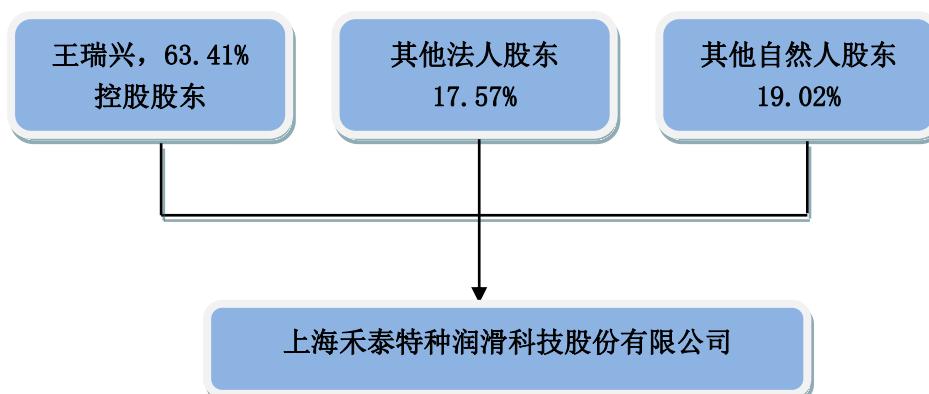 王瑞兴，63.41%
控股股东
其他法人股东
17.57%
其他自然人股东
19.02%
上海禾泰特种润滑科技股份有限公司